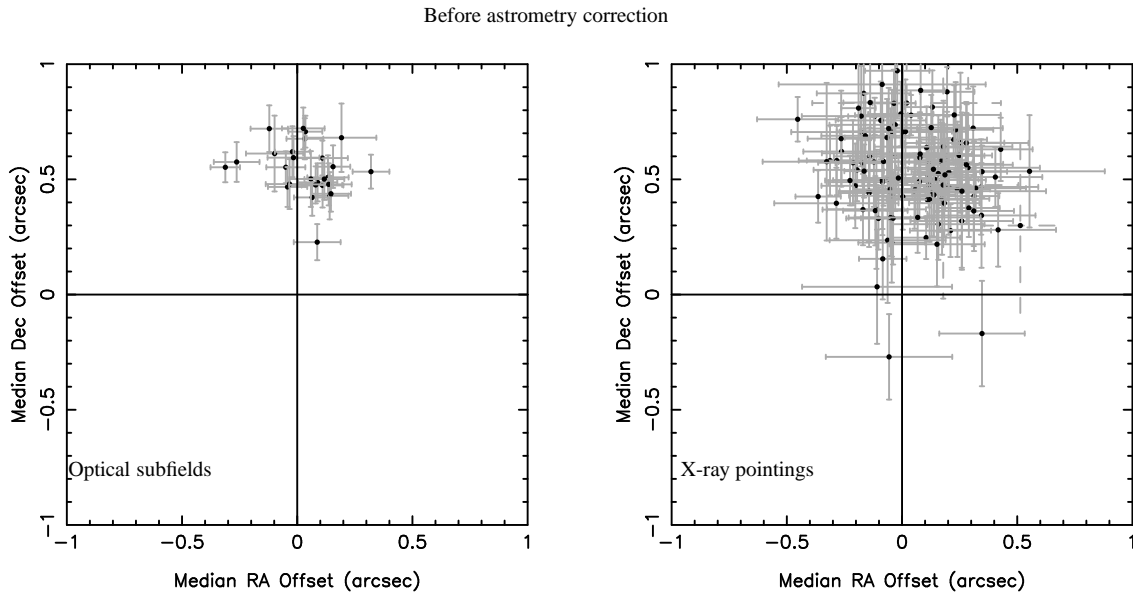 Before astrometry correction
1
0.5
0
−0.5
−1
Median Dec Offset (arcsec)
Optical subfields
−1
−0.5
0
0.5
1
Median RA Offset (arcsec)
1
0.5
0
−0.5
−1
Median Dec Offset (arcsec)
X-ray pointings
−1
−0.5
0
0.5
1
Median RA Offset (arcsec)